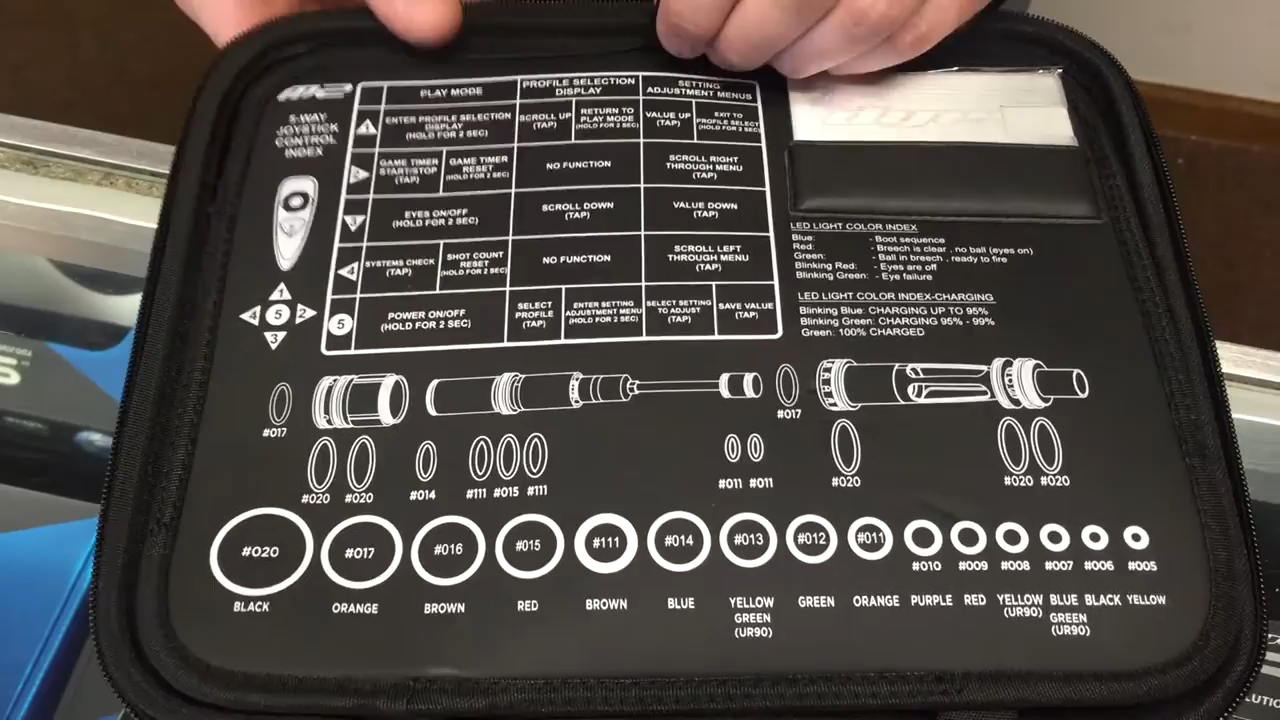 5-WAY
JOYSTICK
CONTROL
INDEX
PLAY MODE
PROFILE SELECTION
DISPLAY
SETTING
ADJUSTMENT MENUS
1
ENTER PROFILE SELECTION
DISPLAY
(HOLD FOR 2 SEC)
SCROLL UP
(TAP)
RETURN TO
PLAY MODE
(HOLD FOR 2 SEC)
VALUE UP
(TAP)
EXIT TO
PROFILE SELECT
(HOLD FOR 2 SEC)
2
GAME TIMER
START/STOP
(TAP)
GAME TIMER
RESET
(HOLD FOR 2 SEC)
NO FUNCTION
SCROLL RIGHT
THROUGH MENU
(TAP)
3
EYES ON/OFF
(HOLD FOR 2 SEC)
SCROLL DOWN
(TAP)
VALUE DOWN
(TAP)
4
SYSTEMS CHECK
(TAP)
SHOT COUNT
RESET
(HOLD FOR 2 SEC)
NO FUNCTION
SCROLL LEFT
THROUGH MENU
(TAP)
5
POWER ON/OFF
(HOLD FOR 2 SEC)
SELECT
PROFILE
(TAP)
ENTER SETTING
ADJUSTMENT MENU
(HOLD FOR 2 SEC)
SELECT SETTING
TO ADJUST
(TAP)
SAVE VALUE
(TAP)
1
4 5 2
3
LED LIGHT COLOR INDEX
Blue: - Boot sequence
Red: - Breech is clear , no ball (eyes on)
Green: - Ball in breech , ready to fire
Blinking Red: - Eyes are off
Blinking Green: - Eye failure
LED LIGHT COLOR INDEX-CHARGING
Blinking Blue: CHARGING UP TO 95%
Blinking Green: CHARGING 95% - 99%
Green: 100% CHARGED
#017
#017
#020 #020 #014 #111 #015 #111 #011 #011 #020 #020 #020
#020 #017 #016 #015 #111 #014 #013 #012 #011 #010 #009 #008 #007 #006 #005
BLACK ORANGE BROWN RED BROWN BLUE YELLOW GREEN ORANGE PURPLE RED YELLOW BLUE BLACK YELLOW
GREEN (UR90) GREEN
(UR90) (UR90)